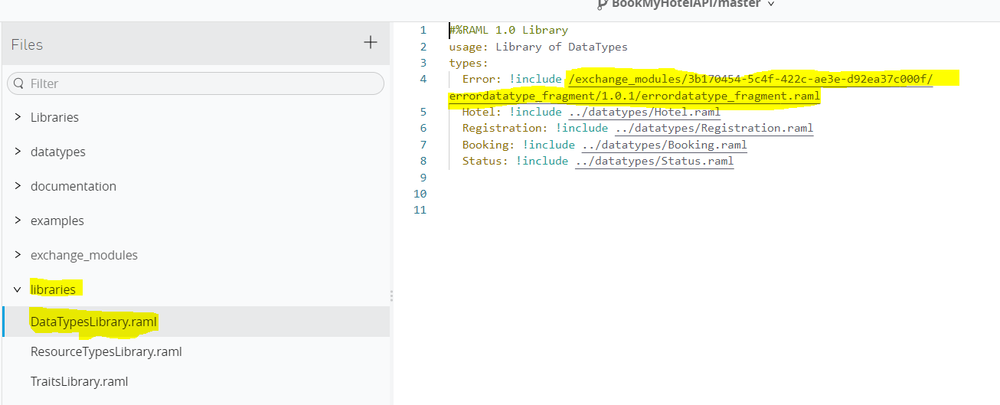 BookMyHotelAPI/master
Files
Filter
Libraries
datatypes
documentation
examples
exchange_modules
libraries
DataTypesLibrary.raml
ResourceTypesLibrary.raml
TraitsLibrary.raml
1 #%RAML 1.0 Library
2 usage: Library of DataTypes
3 types:
4 Error: !include /exchange_modules/3b170454-5c4f-422c-ae3e-d92ea37c000f/
errordatatype_fragment/1.0.1/errordatatype_fragment.raml
5 Hotel: !include ../datatypes/Hotel.raml
6 Registration: !include ../datatypes/Registration.raml
7 Booking: !include ../datatypes/Booking.raml
8 Status: !include ../datatypes/Status.raml
9
10
11